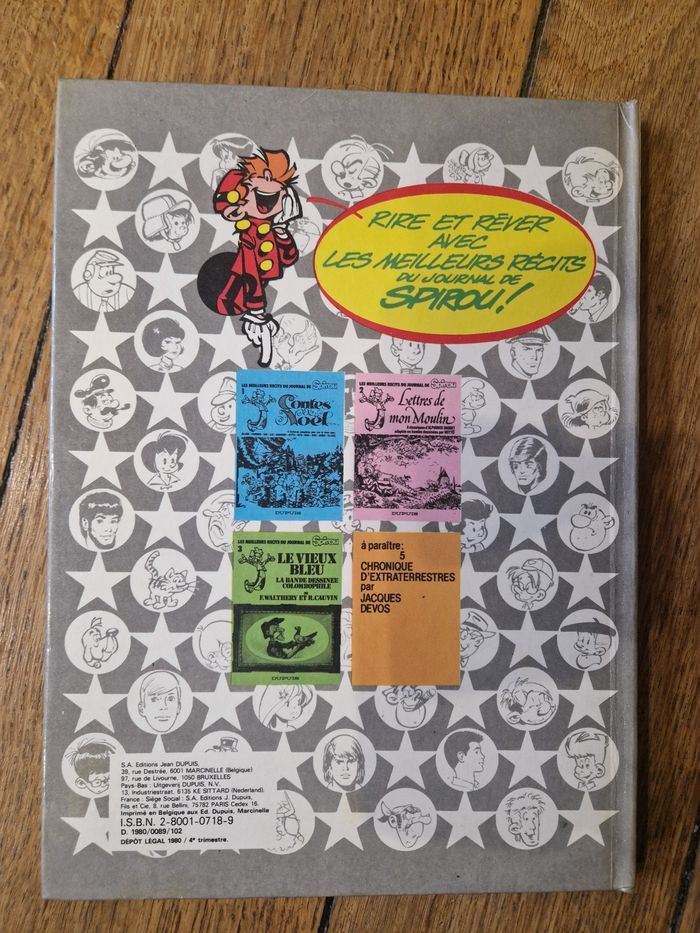 RIRE ET RÊVER
AVEC
LES MEILLEURS RÉCITS
DU JOURNAL DE
SPIROU!
LES MEILLEURS RÉCITS DU JOURNAL DE Spirou
1
Contes de Noël
DUPUIS
LES MEILLEURS RÉCITS DU JOURNAL DE Spirou
2
Lettres de
mon Moulin
DUPUIS
LES MEILLEURS RÉCITS DU JOURNAL DE Spirou
3
LE VIEUX
BLEU
LA BANDE DESSINEE
COLOMBOPHILE
DE
F.WALTHERY ET R.CAUVIN
DUPUIS
à paraître:
5
CHRONIQUE
D'EXTRATERRESTRES
par
JACQUES
DEVOS
S.A. Editions Jean DUPUIS,
39, rue Destrée, 6001 MARCINELLE (Belgique)
97, rue de Livourne, 1050 BRUXELLES
Pays-Bas : Uitgeverij DUPUIS, N.V.
13, Industriestraat, 6135 KE SITTARD (Nederland).
France : Siège Social : S.A. Editions J. Dupuis,
Fils et Cie, 8, rue Bellini, 75782 PARIS Cedex 16.
Imprimé en Belgique aux Ed. Dupuis, Marcinelle
I.S.B.N. 2-8001-0718-9
D. 1980/0089/102
DÉPÔT LÉGAL 1980 / 4e trimestre.